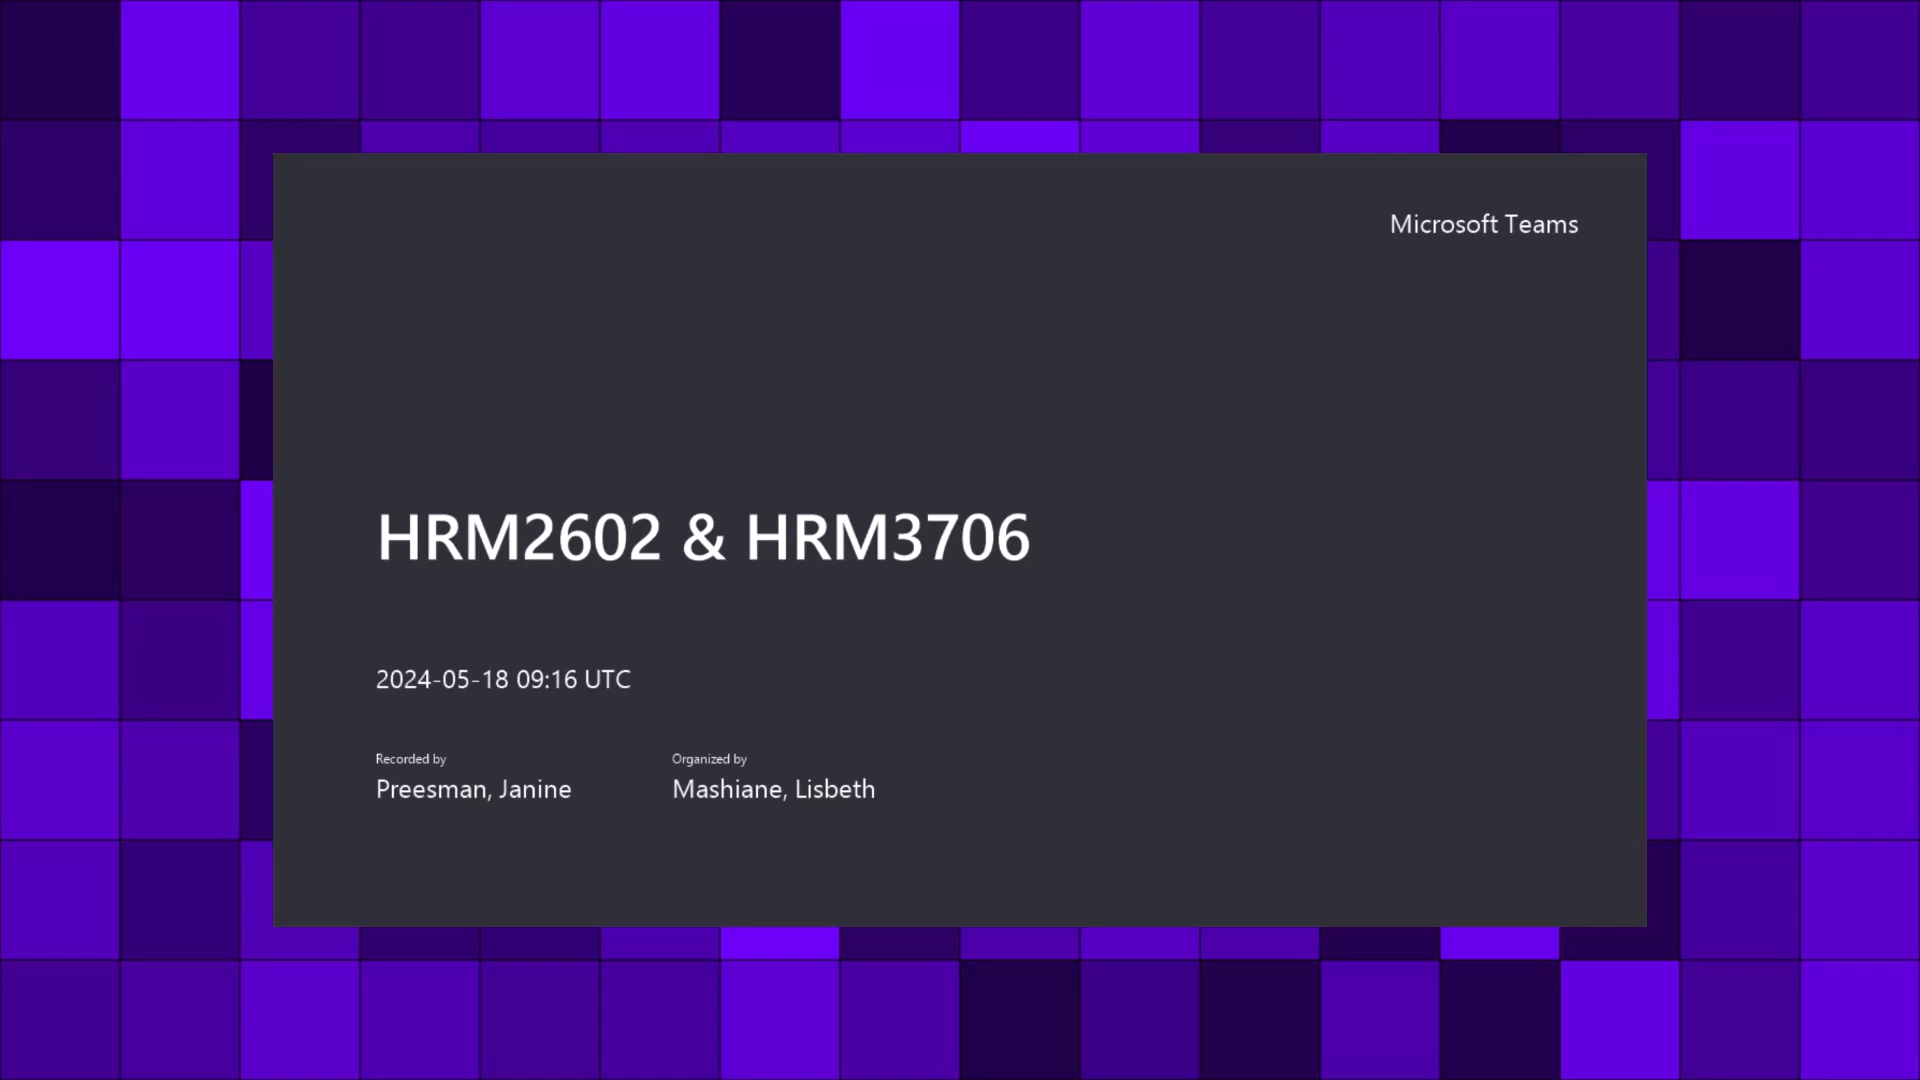 Microsoft Teams
HRM2602 & HRM3706
2024-05-18 09:16 UTC
Recorded by
Preesman, Janine
Organized by
Mashiane, Lisbeth